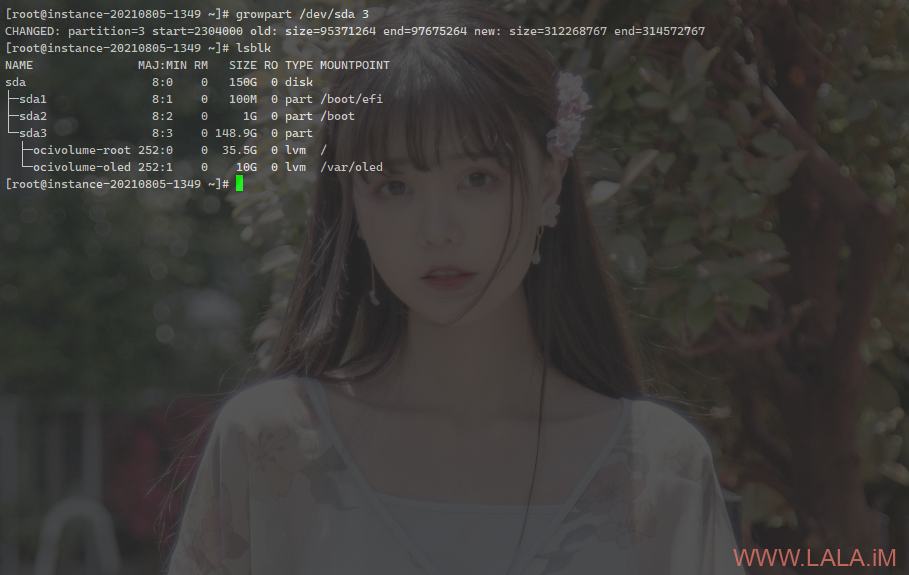 [root@instance-20210805-1349 ~]# growpart /dev/sda 3
CHANGED: partition=3 start=2304000 old: size=95371264 end=97675264 new: size=312268767 end=314572767
[root@instance-20210805-1349 ~]# lsblk
NAME               MAJ:MIN RM   SIZE RO TYPE MOUNTPOINT
sda                  8:0    0   150G  0 disk
├─sda1               8:1    0   100M  0 part /boot/efi
├─sda2               8:2    0     1G  0 part /boot
└─sda3               8:3    0 148.9G  0 part
  ├─ocivolume-root 252:0    0  35.5G  0 lvm  /
  └─ocivolume-oled 252:1    0    10G  0 lvm  /var/oled
[root@instance-20210805-1349 ~]#
WWW.LALA.iM